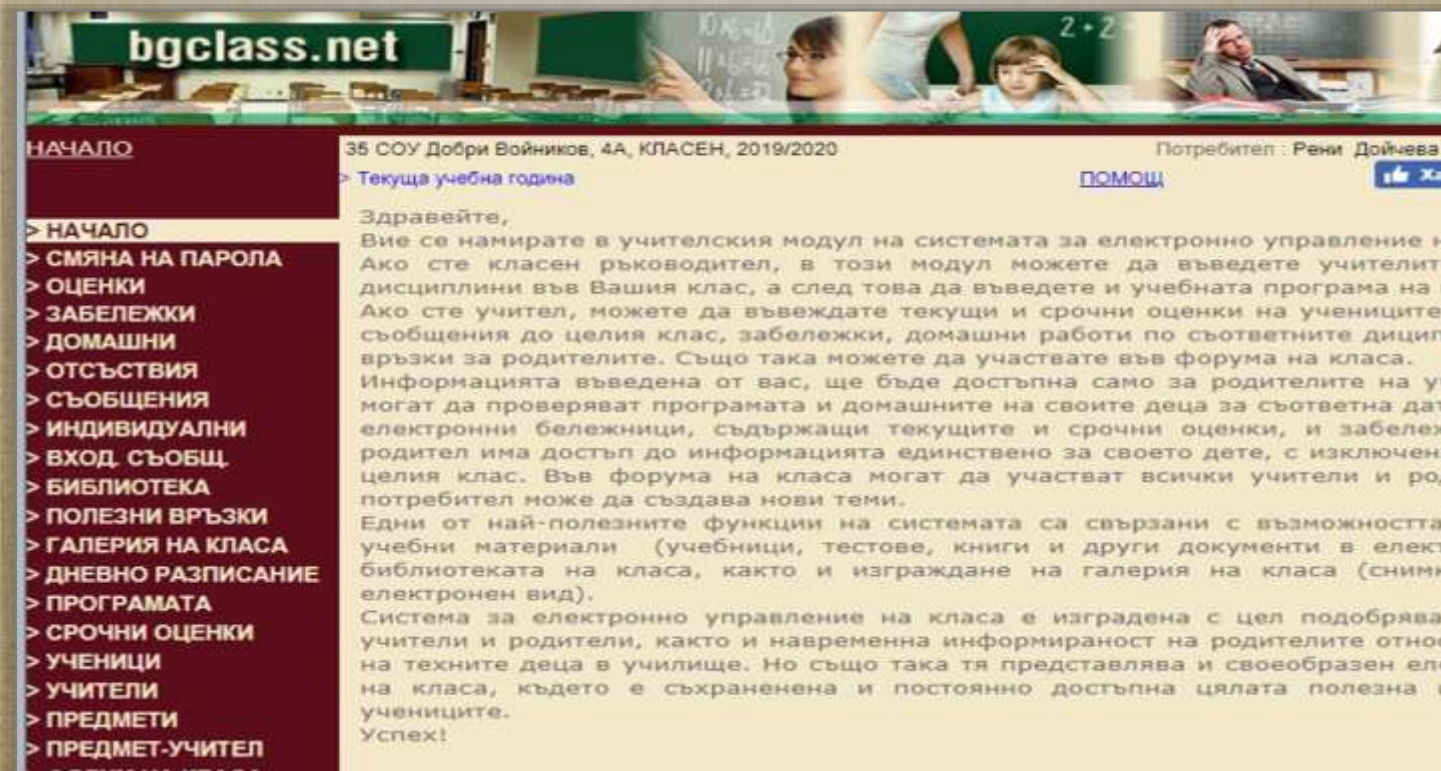 bgclass.net
2+2
НАЧАЛО
35 СОУ Добри Войников, 4А, КЛАСЕН, 2019/2020
Потребител : Рени Дойчева
> Текуща учебна година
ПОМОЩ
> НАЧАЛО
> СМЯНА НА ПАРОЛА
> ОЦЕНКИ
> ЗАБЕЛЕЖКИ
> ДОМАШНИ
> ОТСЪСТВИЯ
> СЪОБЩЕНИЯ
> ИНДИВИДУАЛНИ
> ВХОД. СЪОБЩ.
> БИБЛИОТЕКА
> ПОЛЕЗНИ ВРЪЗКИ
> ГАЛЕРИЯ НА КЛАСА
> ДНЕВНО РАЗПИСАНИЕ
> ПРОГРАМАТА
> СРОЧНИ ОЦЕНКИ
> УЧЕНИЦИ
> УЧИТЕЛИ
> ПРЕДМЕТИ
> ПРЕДМЕТ-УЧИТЕЛ
Здравейте,
Вие се намирате в учителския модул на системата за електронно управление
Ако сте класен ръководител, в този модул можете да въведете учителит
дисциплини във Вашия клас, а след това да въведете и учебната програма на
Ако сте учител, можете да въвеждате текущи и срочни оценки на учениците
съобщения до целия клас, забележки, домашни работи по съответните дицип
връзки за родителите. Също така можете да участвате във форума на класа.
Информацията въведена от вас, ще бъде достъпна само за родителите на у
могат да проверяват програмата и домашните на своите деца за съответна дат
електронни бележници, съдържащи текущите и срочни оценки, и забележ
родител има достъп до информацията единствено за своето дете, с изключен
целия клас. Във форума на класа могат да участват всички учители и ро
потребител може да създава нови теми.
Едни от най-полезните функции на системата са свързани с възможността
учебни материали (учебници, тестове, книги и други документи в елект
библиотеката на класа, както и изграждане на галерия на класа (снимк
електронен вид).
Система за електронно управление на класа е изградена с цел подобрява
учители и родители, както и навременна информираност на родителите отно
на техните деца в училище. Но също така тя представлява и своеобразен ел
на класа, където е съхраненена и постоянно достъпна цялата полезна
учениците.
Успех!